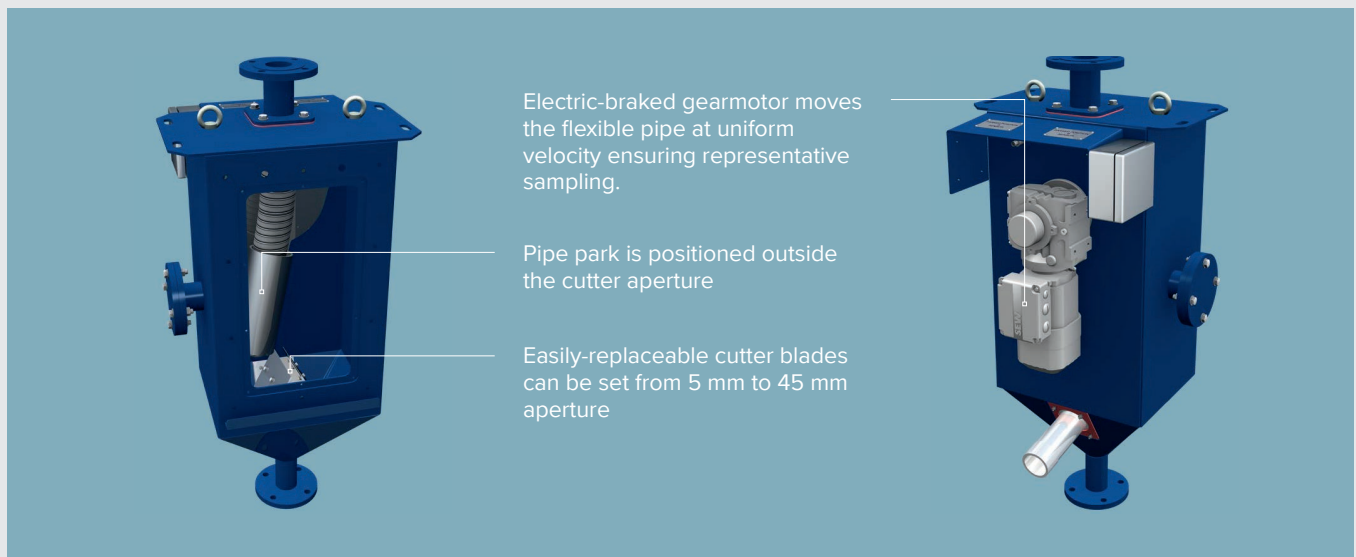 Electric-braked gearmotor moves
the flexible pipe at uniform
velocity ensuring representative
sampling.
Pipe park is positioned outside
the cutter aperture
Easily-replaceable cutter blades
can be set from 5 mm to 45 mm
aperture